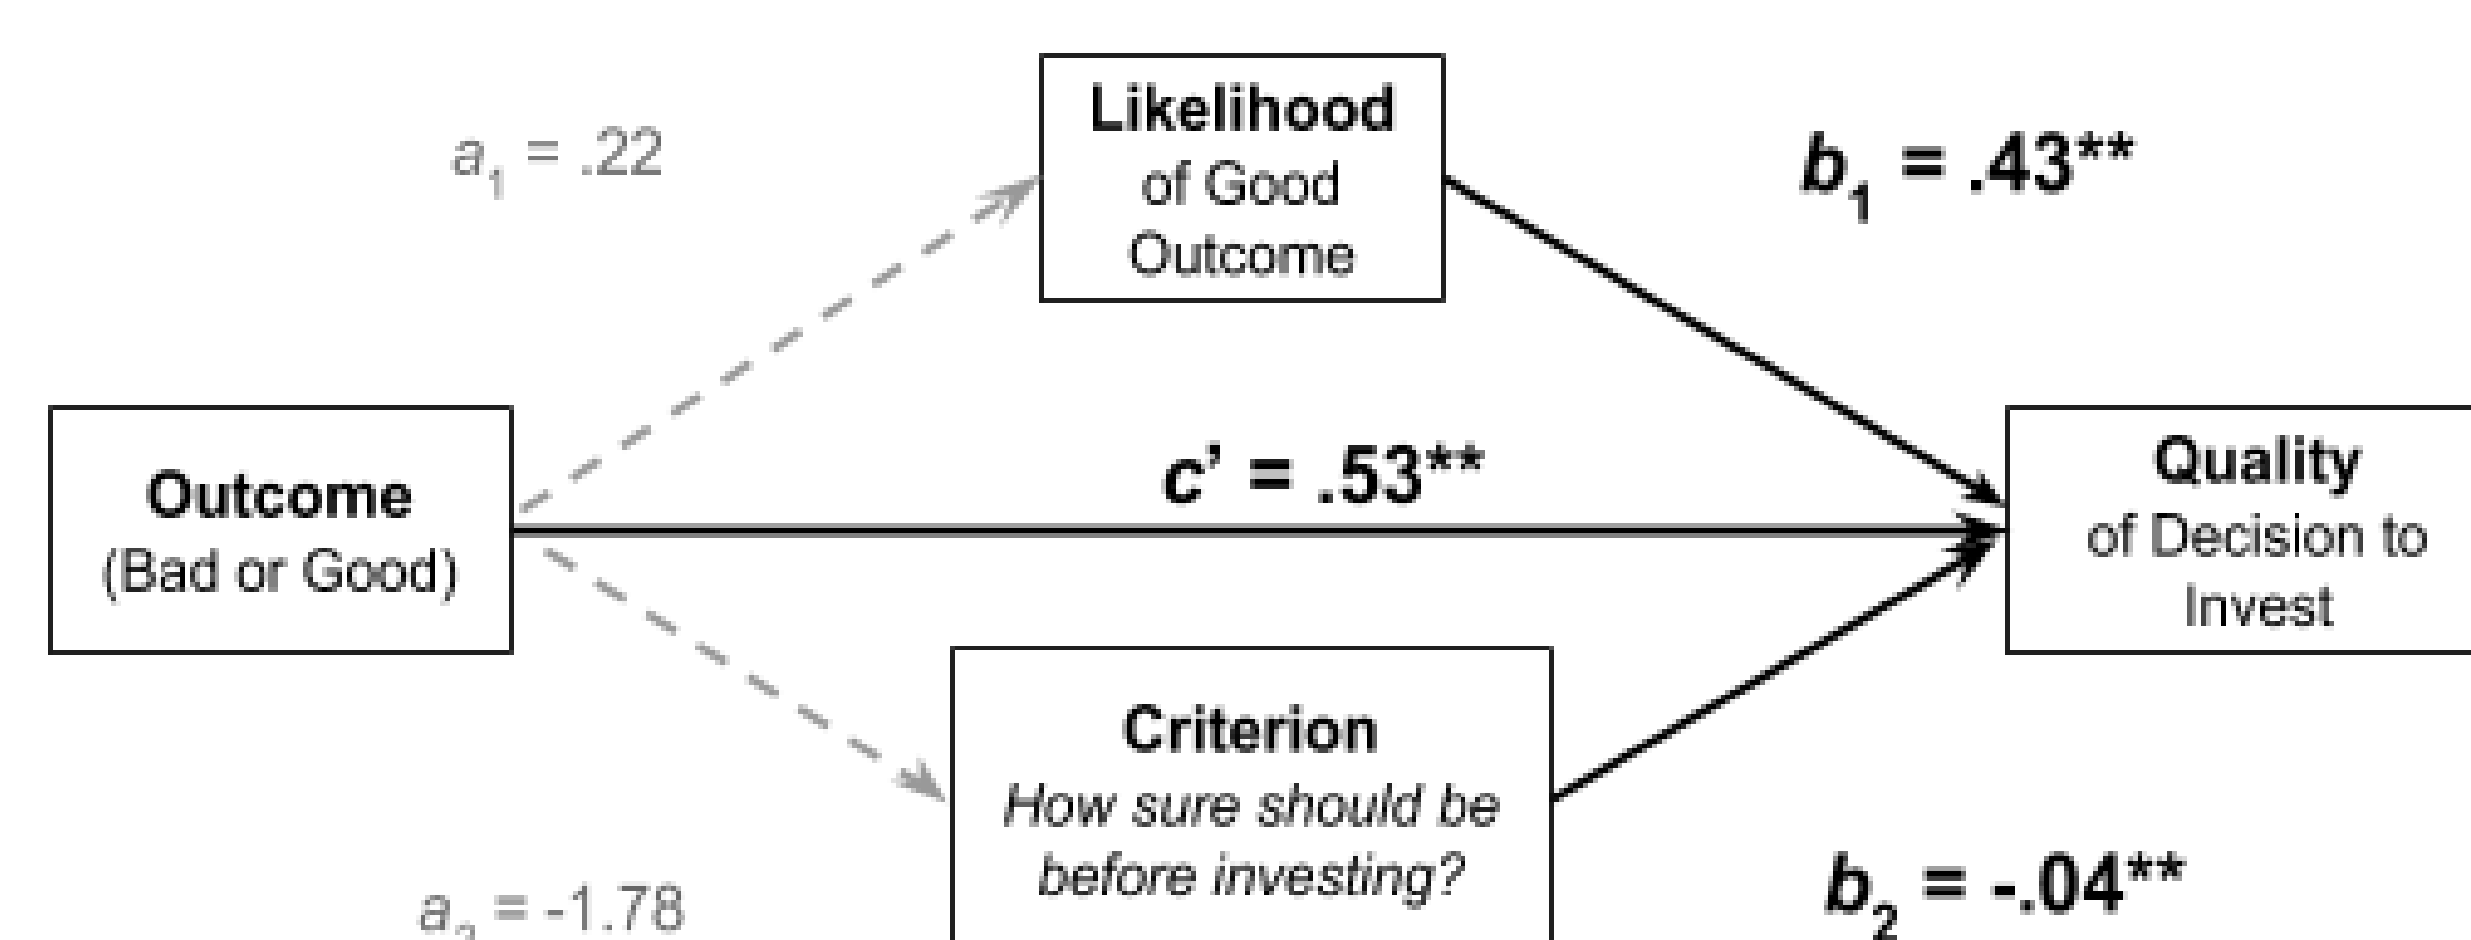 a₁ = .22
Likelihood
of Good
Outcome
b₁ = .43**
Outcome
(Bad or Good)
c’ = .53**
Quality
of Decision to
Invest
Criterion
How sure should be
before investing?
a₂ = -1.78
b₂ = -.04**